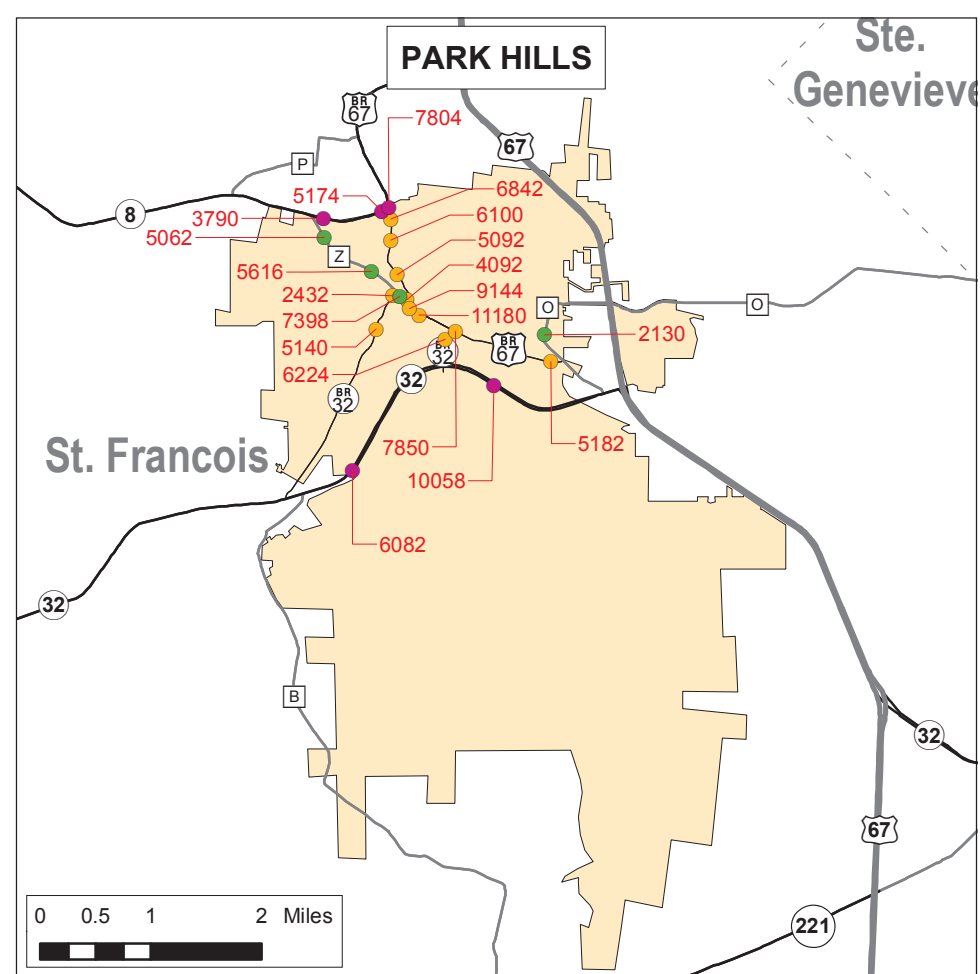 PARK HILLS
Ste.
Genevieve
BR
67
7804
67
P
5174
6842
8
3790
6100
5062
Z
5092
5616
4092
2432
9144
O
O
7398
11180
2130
5140
BR
32
BR
67
6224
32
BR
32
7850
5182
St. Francois
10058
6082
32
B
32
67
0 0.5 1 2 Miles
221